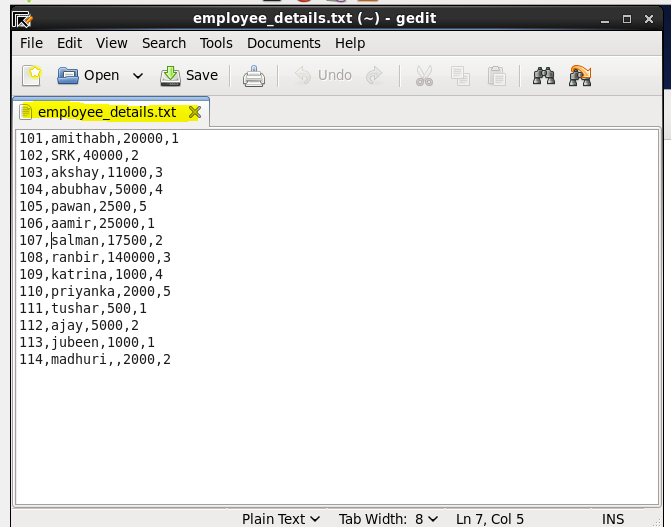 employee_details.txt (~) - gedit
File Edit View Search Tools Documents Help
Open Save Undo
employee_details.txt
101,amithabh,20000,1
102,SRK,40000,2
103,akshay,11000,3
104,abubhav,5000,4
105,pawan,2500,5
106,aamir,25000,1
107,salman,17500,2
108,ranbir,140000,3
109,katrina,1000,4
110,priyanka,2000,5
111,tushar,500,1
112,ajay,5000,2
113,jubeen,1000,1
114,madhuri,,2000,2
Plain Text Tab Width: 8 Ln 7, Col 5 INS